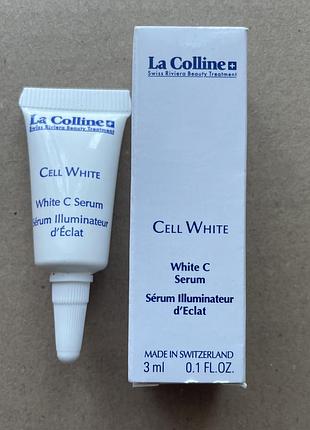 La Colline
Swiss Riviera Beauty Treatment
CELL WHITE
White C Serum
Sérum Illuminateur
d'Éclat
La Colline
Swiss Riviera Beauty Treatment
CELL WHITE
White C
Serum
Sérum Illuminateur
d'Eclat
MADE IN SWITZERLAND
3 ml 0.1 FL.OZ.